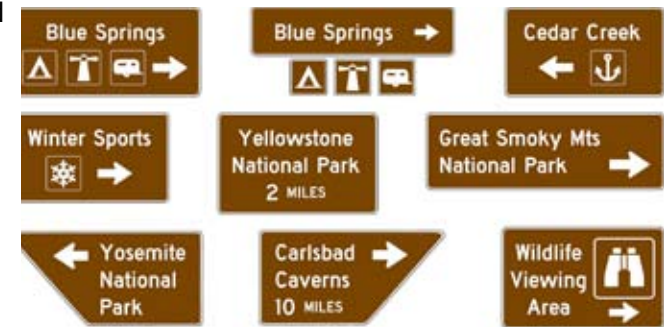 Blue Springs
Blue Springs
Cedar Creek
Winter Sports
Yellowstone
National Park
2 MILES
Great Smoky Mts
National Park
Yosemite
National
Park
Carlsbad
Caverns
10 MILES
Wildlife
Viewing
Area